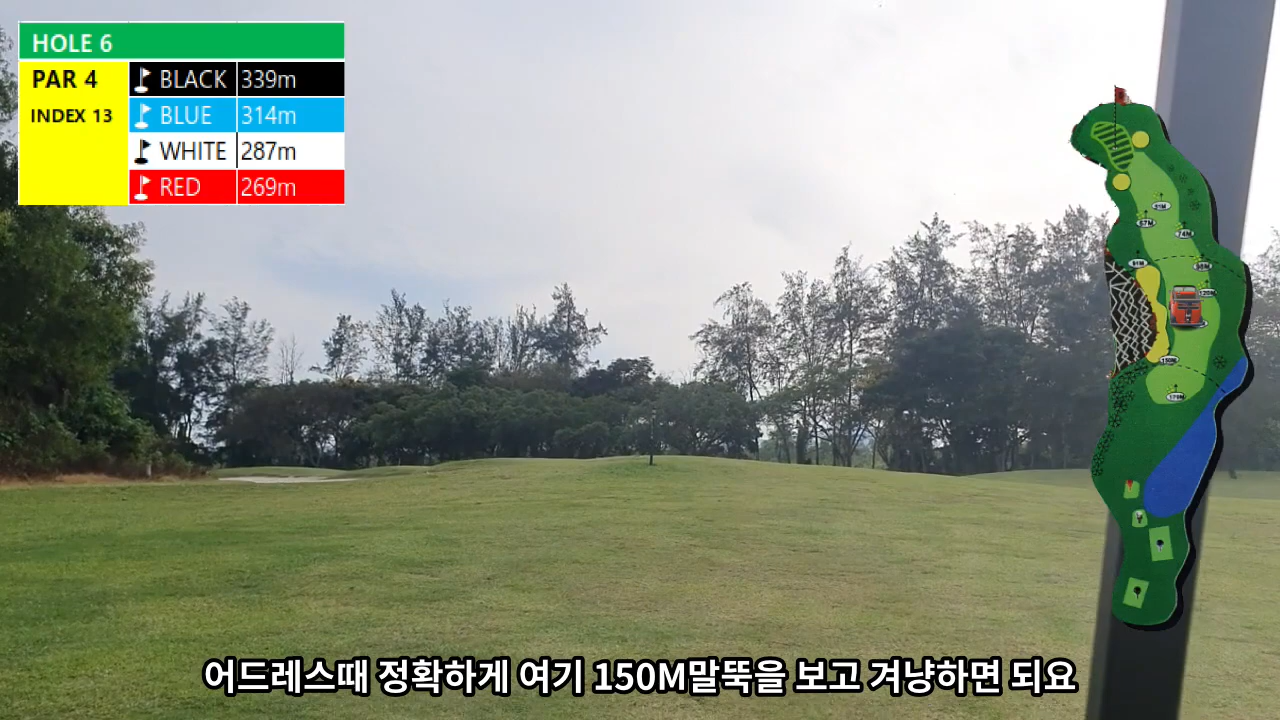 HOLE 6
PAR 4
INDEX 13
BLACK 339m
BLUE 314m
WHITE 287m
RED 269m
어드레스때 정확하게 여기 150M말뚝을 보고 겨냥하면 되요